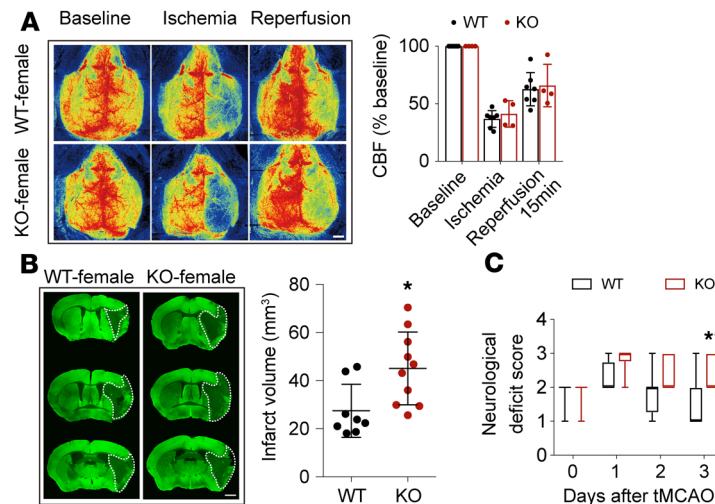 A
Baseline Ischemia Reperfusion
WT-female
KO-female
WT KO
CBF (% baseline)
100
50
0
Baseline
Ischemia
Reperfusion
15min
B
WT-female KO-female
Infarct volume (mm³)
80
60
40
20
0
*
WT KO
C
WT KO
Neurological
deficit score
4
3
2
1
0
**
0 1 2 3
Days after tMCAO